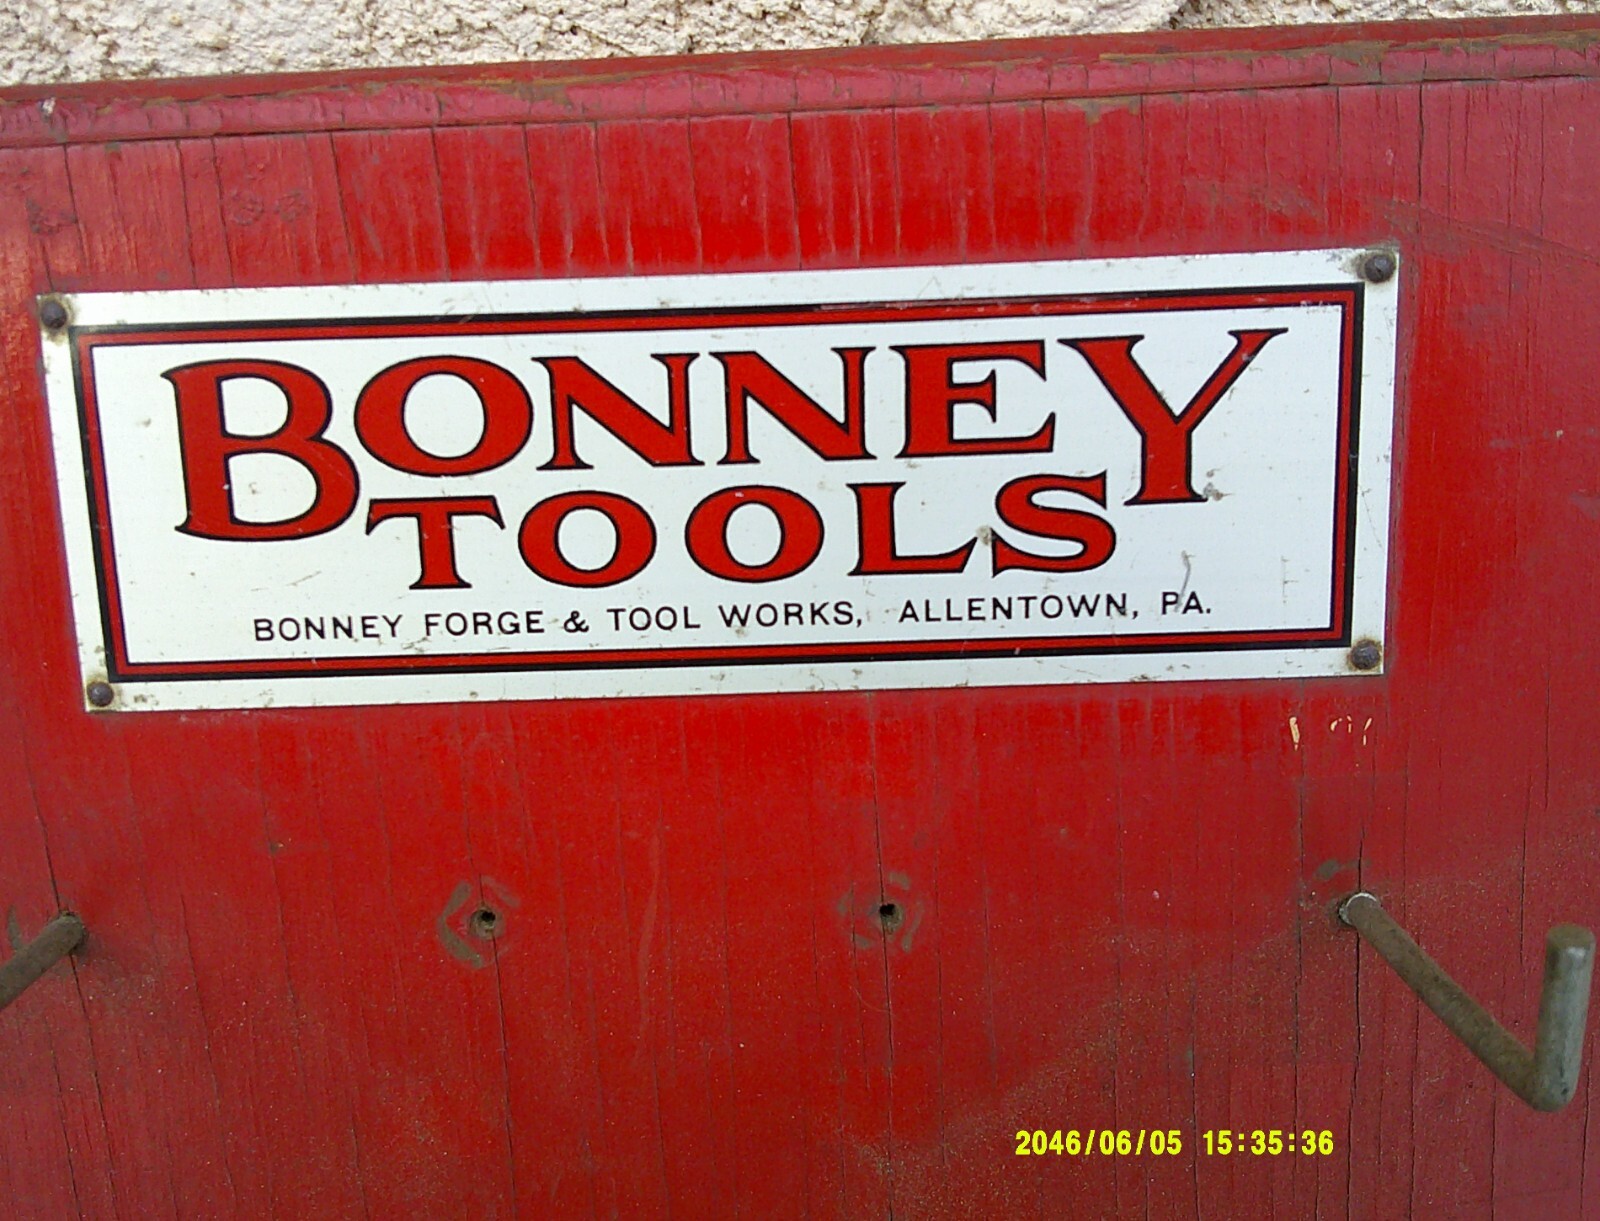 BONNEY
TOOLS
BONNEY FORGE & TOOL WORKS, ALLENTOWN, PA.
2046/06/05 15:35:36